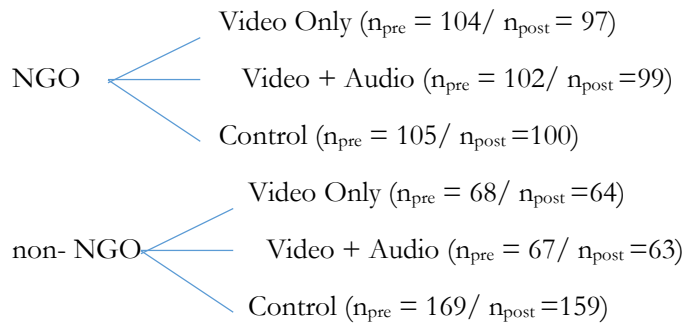 Video Only (npre = 104/ npost = 97)
NGO Video + Audio (npre = 102/ npost =99)
Control (npre = 105/ npost =100)
Video Only (npre = 68/ npost =64)
non- NGO Video + Audio (npre = 67/ npost =63)
Control (npre = 169/ npost =159)